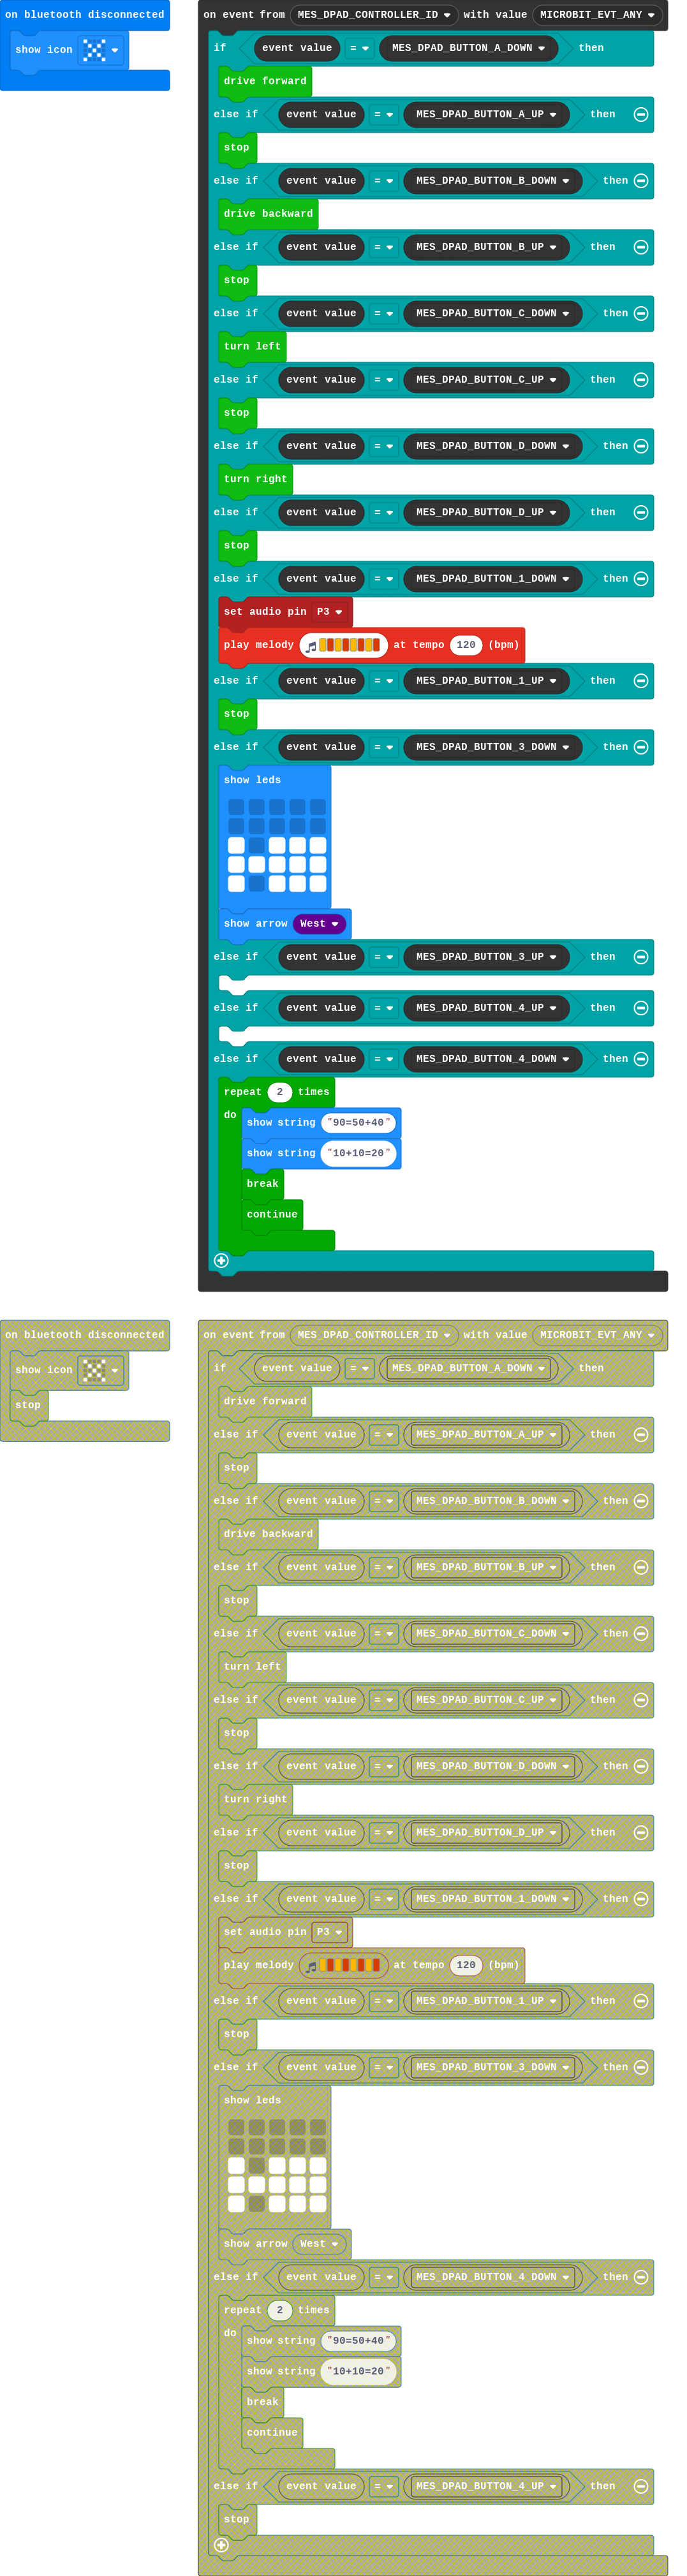 on bluetooth disconnected
show icon
on event from MES_DPAD_CONTROLLER_ID with value MICROBIT_EVT_ANY
if event value = MES_DPAD_BUTTON_A_DOWN then
drive forward
else if event value = MES_DPAD_BUTTON_A_UP then
stop
else if event value = MES_DPAD_BUTTON_B_DOWN then
drive backward
else if event value = MES_DPAD_BUTTON_B_UP then
stop
else if event value = MES_DPAD_BUTTON_C_DOWN then
turn left
else if event value = MES_DPAD_BUTTON_C_UP then
stop
else if event value = MES_DPAD_BUTTON_D_DOWN then
turn right
else if event value = MES_DPAD_BUTTON_D_UP then
stop
else if event value = MES_DPAD_BUTTON_1_DOWN then
set audio pin P3
play melody at tempo 120 (bpm)
else if event value = MES_DPAD_BUTTON_1_UP then
stop
else if event value = MES_DPAD_BUTTON_3_DOWN then
show leds
show arrow West
else if event value = MES_DPAD_BUTTON_3_UP then
else if event value = MES_DPAD_BUTTON_4_UP then
else if event value = MES_DPAD_BUTTON_4_DOWN then
repeat 2 times
do
show string "90=50+40"
show string "10+10=20"
break
continue
on bluetooth disconnected
show icon
stop
on event from MES_DPAD_CONTROLLER_ID with value MICROBIT_EVT_ANY
if event value = MES_DPAD_BUTTON_A_DOWN then
drive forward
else if event value = MES_DPAD_BUTTON_A_UP then
stop
else if event value = MES_DPAD_BUTTON_B_DOWN then
drive backward
else if event value = MES_DPAD_BUTTON_B_UP then
stop
else if event value = MES_DPAD_BUTTON_C_DOWN then
turn left
else if event value = MES_DPAD_BUTTON_C_UP then
stop
else if event value = MES_DPAD_BUTTON_D_DOWN then
turn right
else if event value = MES_DPAD_BUTTON_D_UP then
stop
else if event value = MES_DPAD_BUTTON_1_DOWN then
set audio pin P3
play melody at tempo 120 (bpm)
else if event value = MES_DPAD_BUTTON_1_UP then
stop
else if event value = MES_DPAD_BUTTON_3_DOWN then
show leds
show arrow West
else if event value = MES_DPAD_BUTTON_4_DOWN then
repeat 2 times
do
show string "90=50+40"
show string "10+10=20"
break
continue
else if event value = MES_DPAD_BUTTON_4_UP then
stop